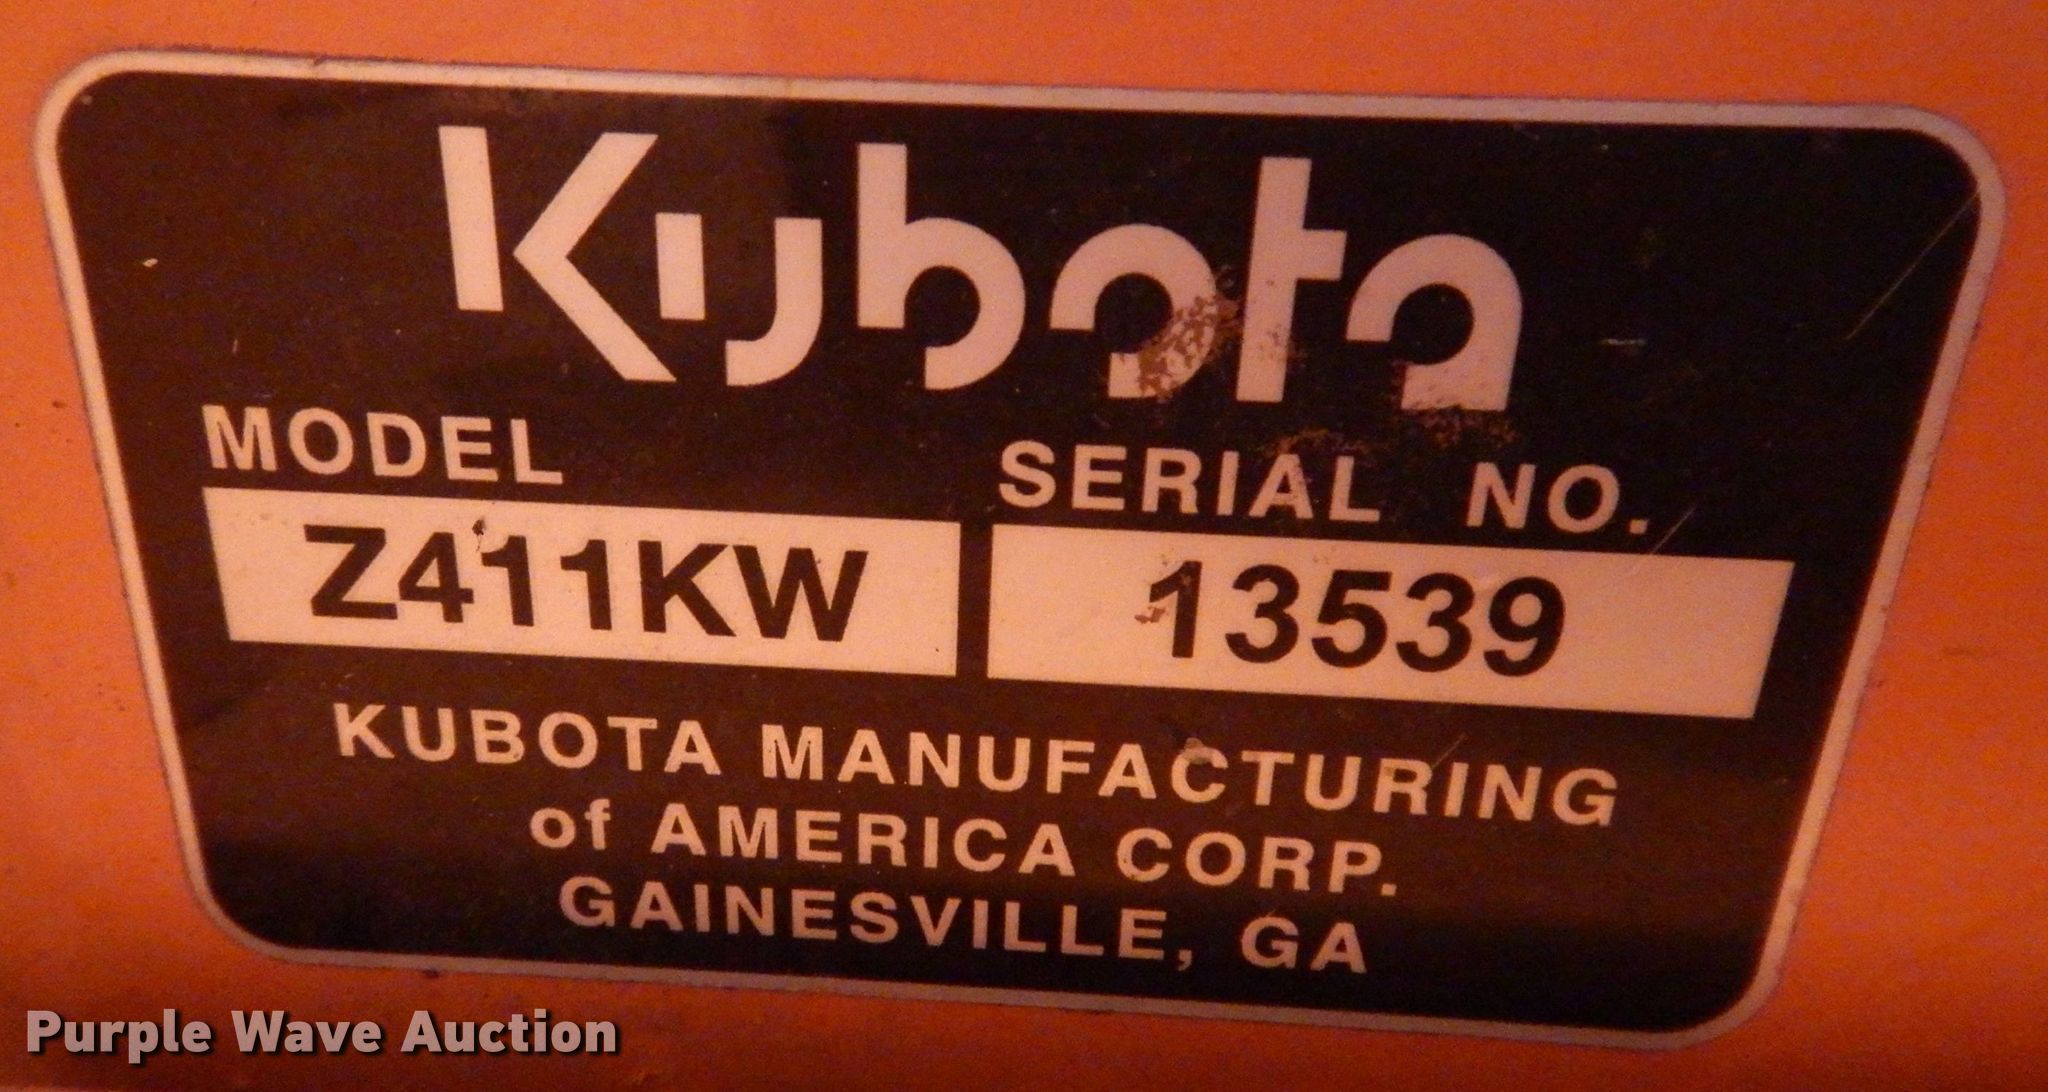 Kubota
MODEL SERIAL NO.
Z411KW 13539
KUBOTA MANUFACTURING
of AMERICA CORP.
GAINESVILLE, GA
Purple Wave Auction